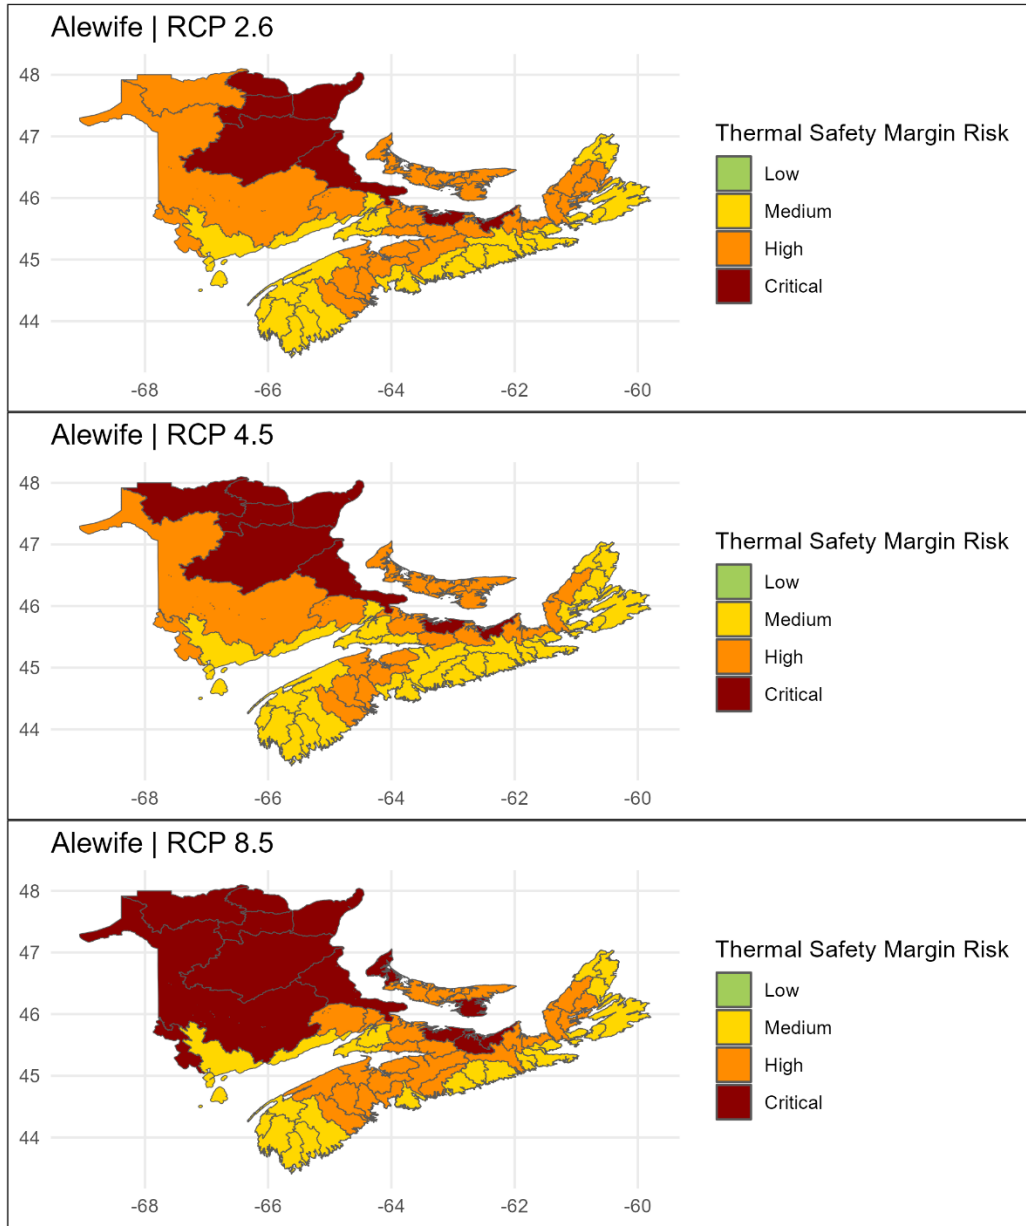 Alewife | RCP 2.6
48
47
46
45
44
-68
-66
-64
-62
-60
Thermal Safety Margin Risk
Low
Medium
High
Critical
Alewife | RCP 4.5
48
47
46
45
44
-68
-66
-64
-62
-60
Thermal Safety Margin Risk
Low
Medium
High
Critical
Alewife | RCP 8.5
48
47
46
45
44
-68
-66
-64
-62
-60
Thermal Safety Margin Risk
Low
Medium
High
Critical